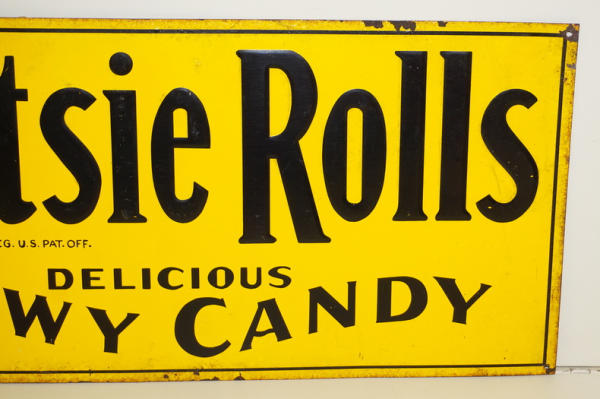 tsie Rolls
EG. U.S. PAT. OFF.
DELICIOUS
WY CANDY